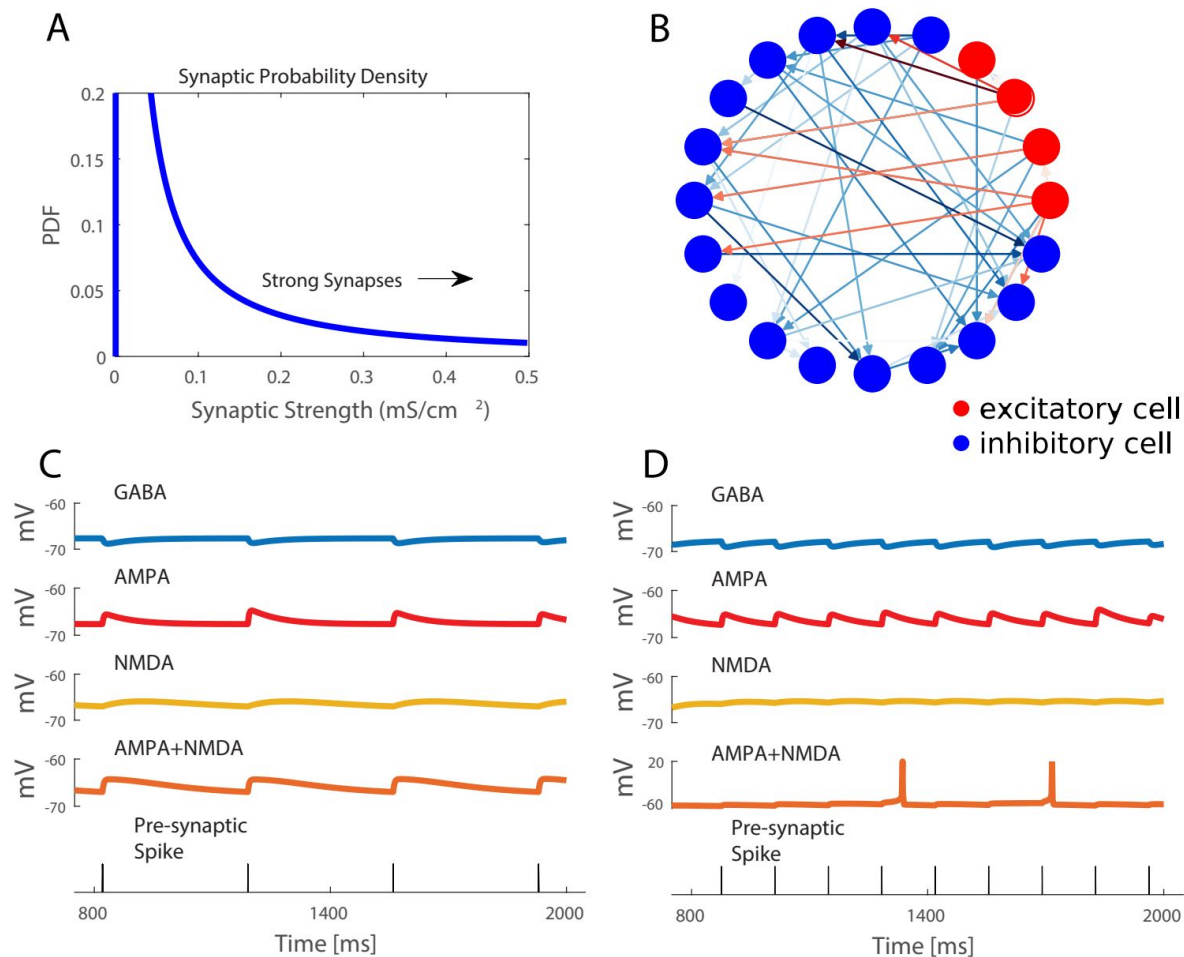 A
Synaptic Probability Density
0.2
0.15
0.1
0.05
0
PDF
Strong Synapses
0
0.1
0.2
0.3
0.4
0.5
Synaptic Strength (mS/cm 2)
B
excitatory cell
inhibitory cell
C
GABA
-60
-70
mV
AMPA
-60
-70
mV
NMDA
-60
-70
mV
AMPA+NMDA
-60
-70
mV
Pre-synaptic
Spike
800
1400
2000
Time [ms]
D
GABA
-60
-70
mV
AMPA
-60
-70
mV
NMDA
-60
-70
mV
AMPA+NMDA
20
-60
mV
Pre-synaptic
Spike
800
1400
2000
Time [ms]